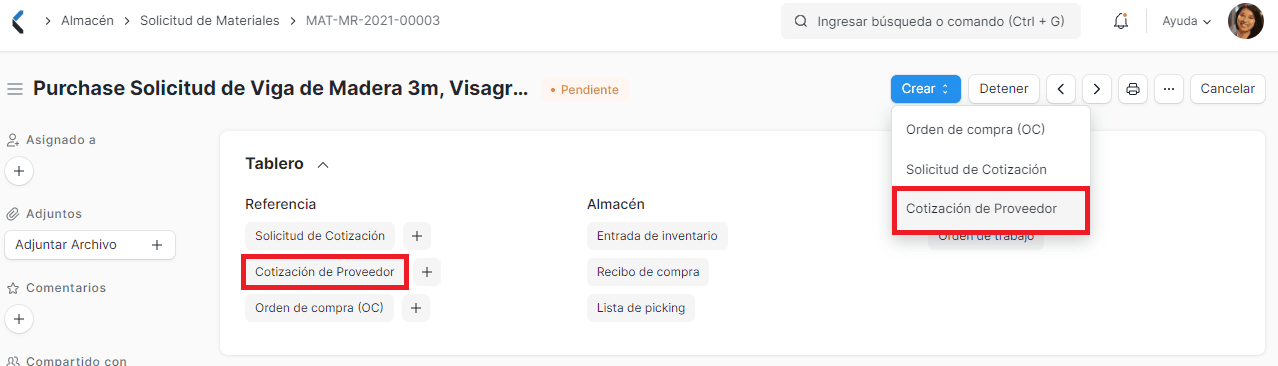 Almacén
Solicitud de Materiales
MAT-MR-2021-00003
Ingresar búsqueda o comando (Ctrl + G)
Ayuda
Purchase Solicitud de Viga de Madera 3m, Visagr...
• Pendiente
Crear
Detener
Cancelar
Orden de compra (OC)
Solicitud de Cotización
Cotización de Proveedor
Asignado a
Adjuntos
Adjuntar Archivo
Comentarios
Compartido con
Tablero
Referencia
Solicitud de Cotización
Cotización de Proveedor
Orden de compra (OC)
Almacén
Entrada de inventario
Recibo de compra
Lista de picking
Orden de trabajo